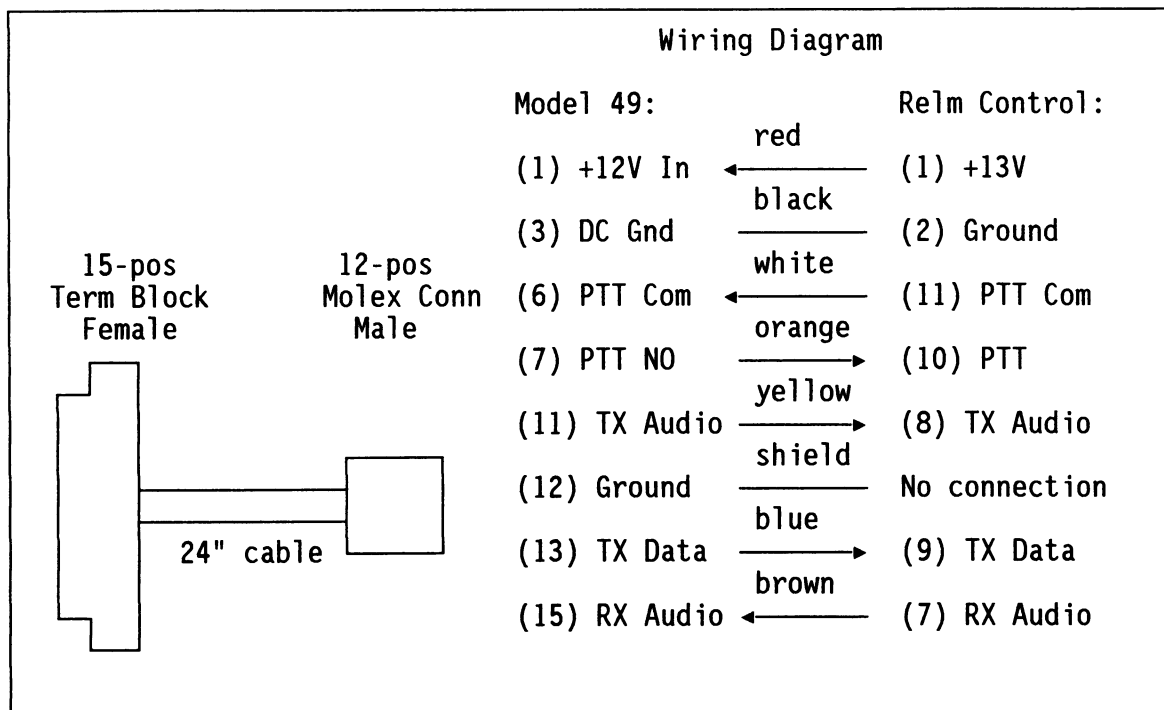 Wiring Diagram
Model 49: Relm Control:
red
(1) +12V In (1) +13V
black
(3) DC Gnd (2) Ground
white
(6) PTT Com (11) PTT Com
orange
(7) PTT NO (10) PTT
yellow
(11) TX Audio (8) TX Audio
shield
(12) Ground No connection
blue
(13) TX Data (9) TX Data
brown
(15) RX Audio (7) RX Audio
15-pos
Term Block
Female
12-pos
Molex Conn
Male
24" cable